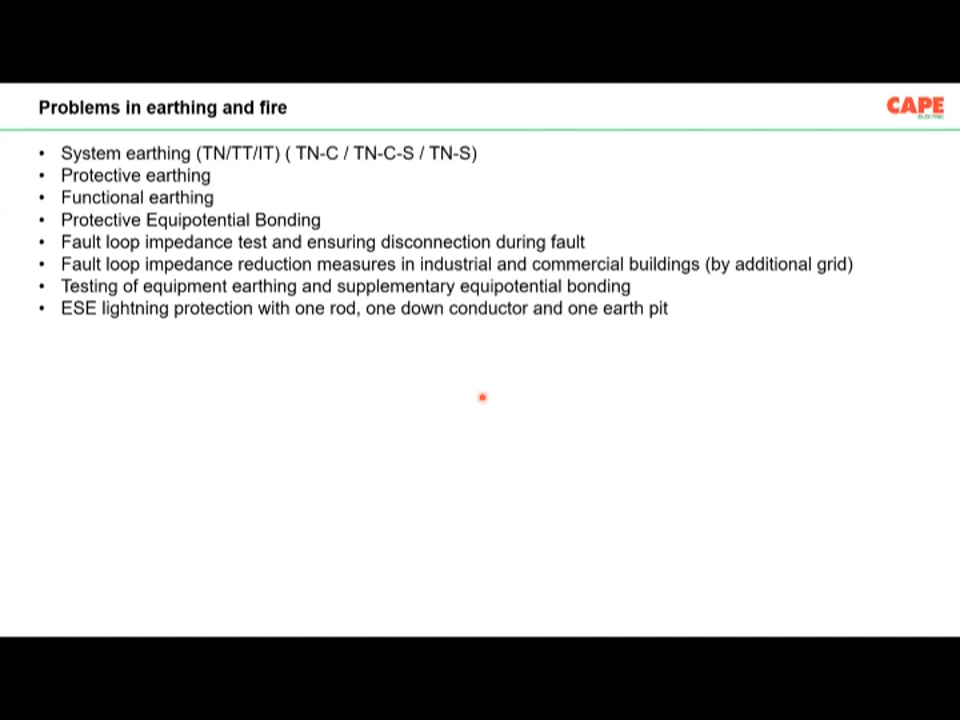 Problems in earthing and fire
CAPE
ELECTRIC
• System earthing (TN/TT/IT) ( TN-C / TN-C-S / TN-S)
• Protective earthing
• Functional earthing
• Protective Equipotential Bonding
• Fault loop impedance test and ensuring disconnection during fault
• Fault loop impedance reduction measures in industrial and commercial buildings (by additional grid)
• Testing of equipment earthing and supplementary equipotential bonding
• ESE lightning protection with one rod, one down conductor and one earth pit